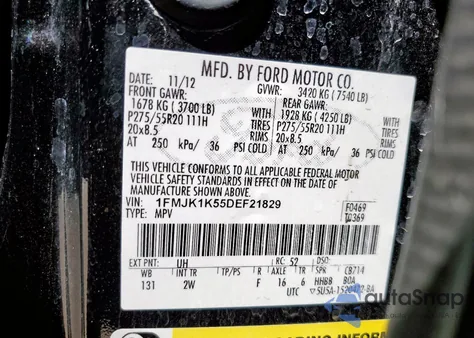 MFD. BY FORD MOTOR CO.
DATE: 11/12 GVWR: 3420 KG (7540 LB)
FRONT GAWR: REAR GAWR:
1678 KG (3700 LB) 1928 KG (4250 LB)
P275/55R20 111H TIRES P275/55R20 111H
20x8.5 RIMS 20x8.5
AT 250 kPa/ 36 PSI COLD AT 250 kPa/ 36 PSI COLD
THIS VEHICLE CONFORMS TO ALL APPLICABLE FEDERAL MOTOR
VEHICLE SAFETY STANDARDS IN EFFECT ON THE DATE OF
MANUFACTURE SHOWN ABOVE.
VIN: 1FMJK1K55DEF21829 F0469
TYPE: MPV T0369
EXT PNT: UH RC: 52 DSO:
WB INT TR TP/PS R AXLE TR SPR CB714
131 2W F 16 6 HHBB BOA
UTC
autoSnap